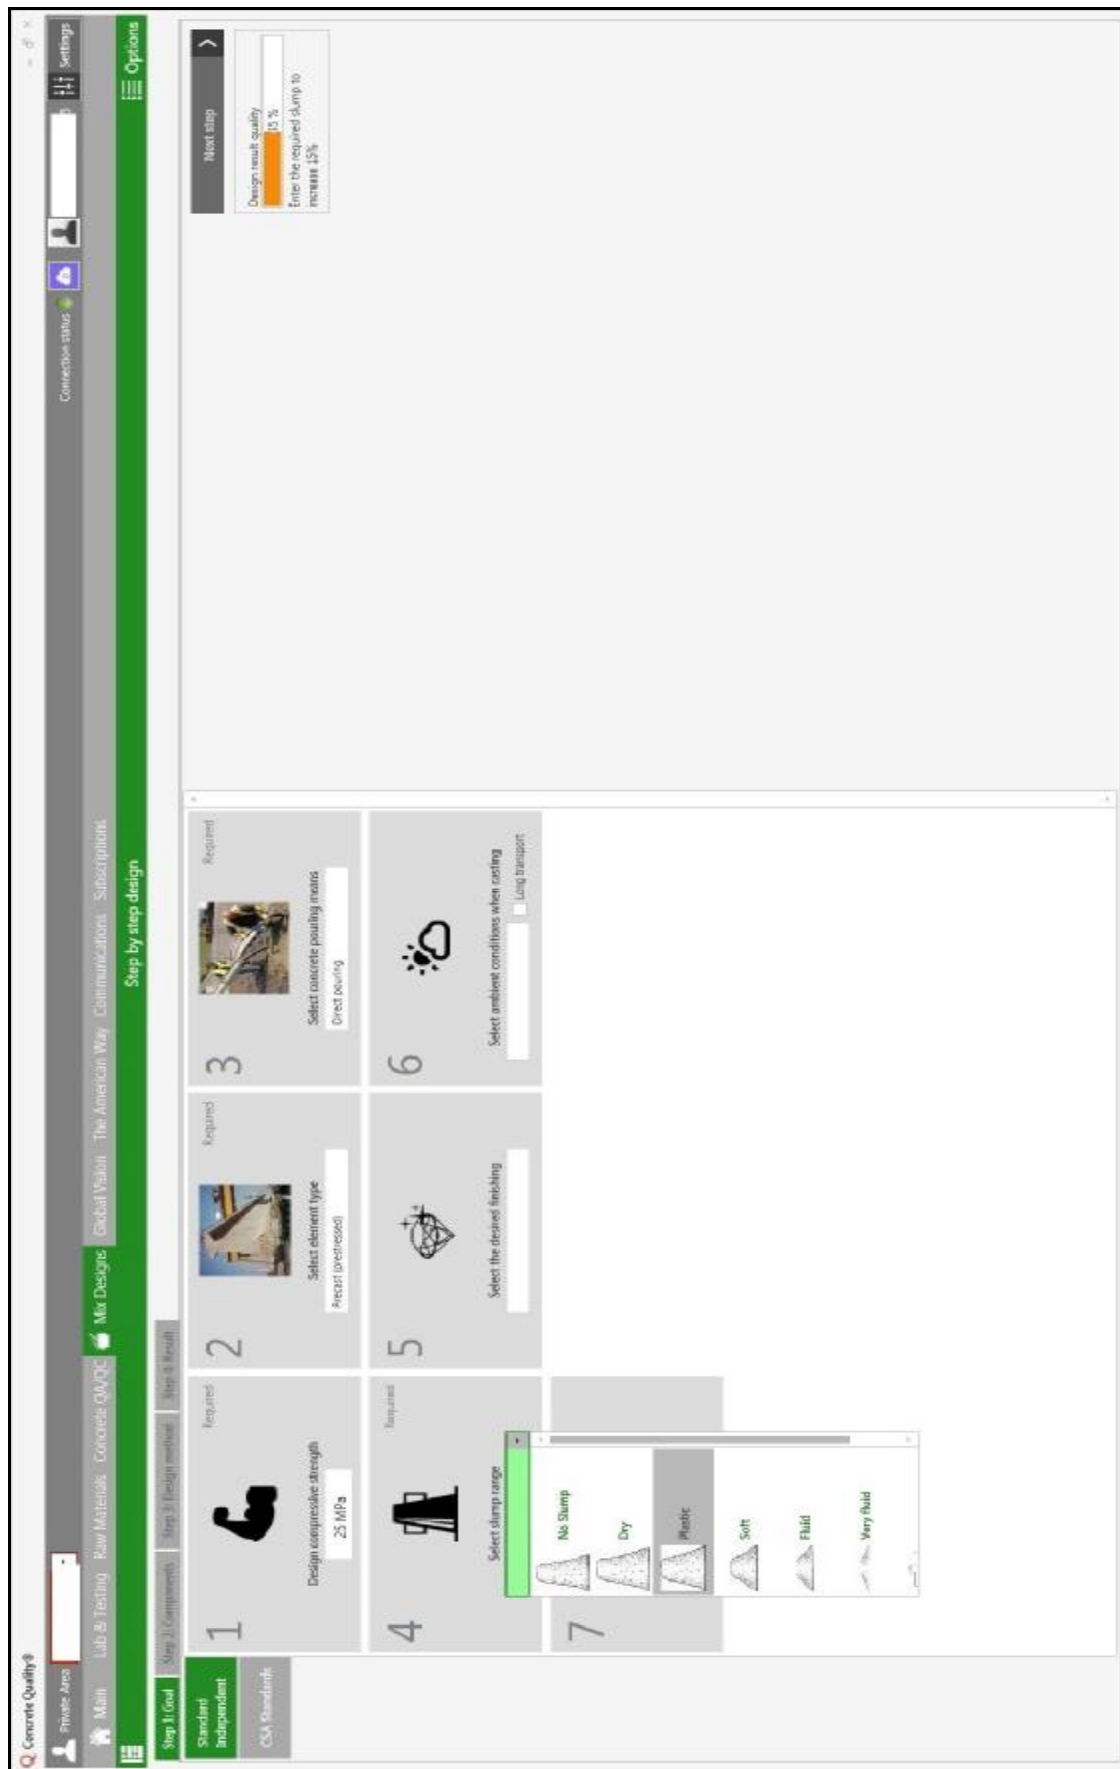 Concrete Quality®
Private Area
Connection status
Settings
Main
Lab & Testing
Raw Materials
Concrete QA/QC
Mix Designs
Global Vision
The American Way
Communications
Subscriptions
Step by step design
Options
Step 1: Goal
Step 2: Components
Step 3: Design method
Step 4: Result
Standard
Independent
CSA Standards
1
Required
Design compressive strength
25 MPa
2
Required
Select element type
Precast (prestressed)
3
Required
Select concrete pouring means
Direct pouring
4
Required
Select slump range
No Slump
Dry
Plastic
Soft
Fluid
Very fluid
5
Select the desired finishing
6
Select ambient conditions when casting
Long transport
7
Next step
Design result quality
Enter the required slump to
increase 15%